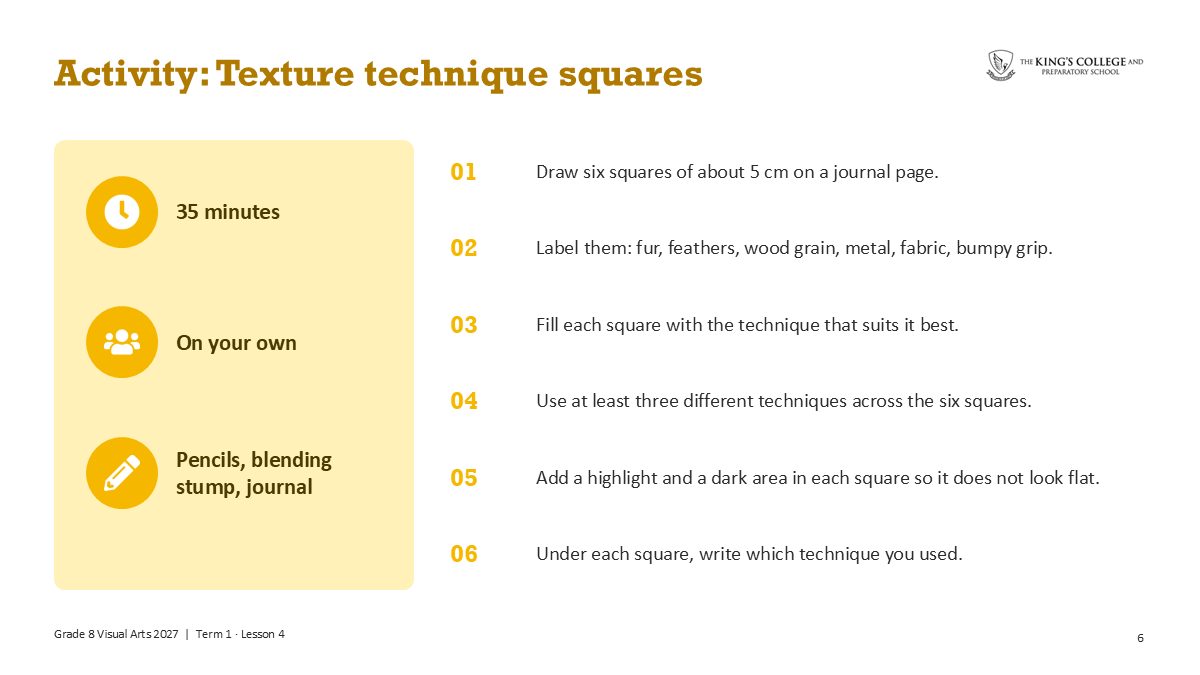 Activity: Texture technique squares
THE KING'S COLLEGE AND
PREPARATORY SCHOOL
35 minutes
On your own
Pencils, blending
stump, journal
01 Draw six squares of about 5 cm on a journal page.
02 Label them: fur, feathers, wood grain, metal, fabric, bumpy grip.
03 Fill each square with the technique that suits it best.
04 Use at least three different techniques across the six squares.
05 Add a highlight and a dark area in each square so it does not look flat.
06 Under each square, write which technique you used.
Grade 8 Visual Arts 2027 | Term 1 · Lesson 4
6